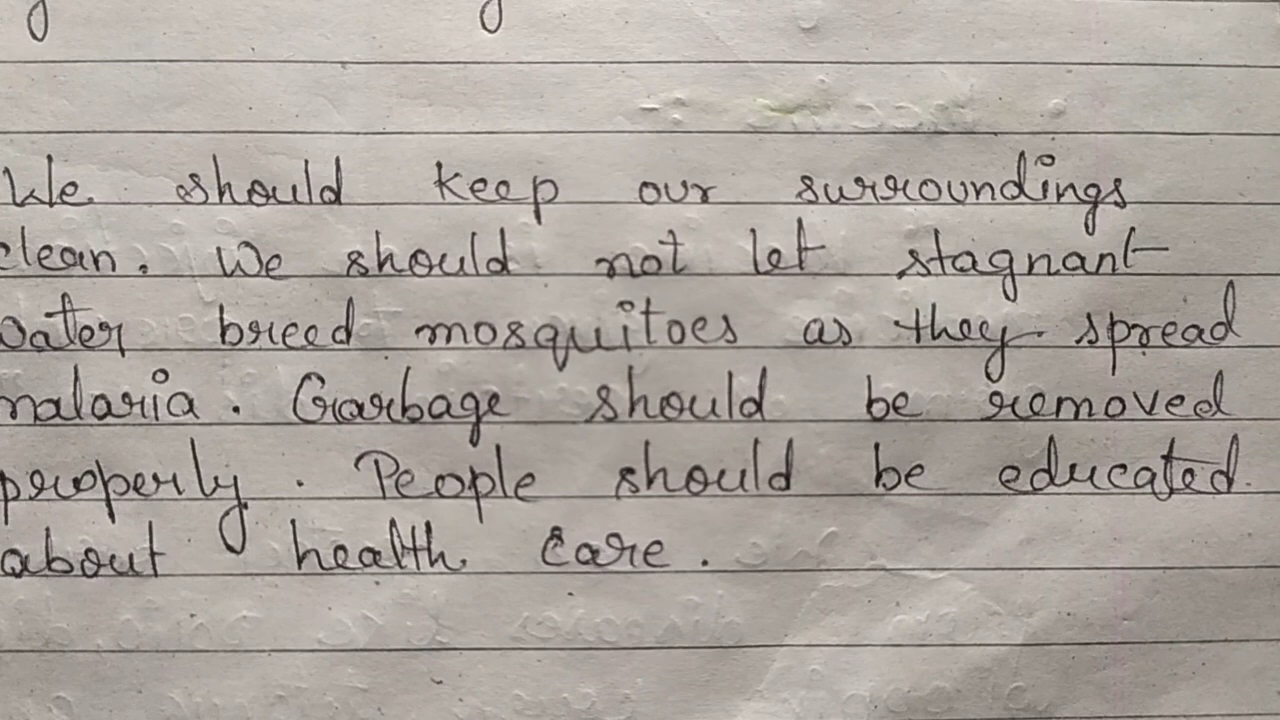 We should keep our surroundings
clean. We should not let stagnant
water breed mosquitoes as they spread
malaria. Garbage should be removed
properly. People should be educated
about health care.